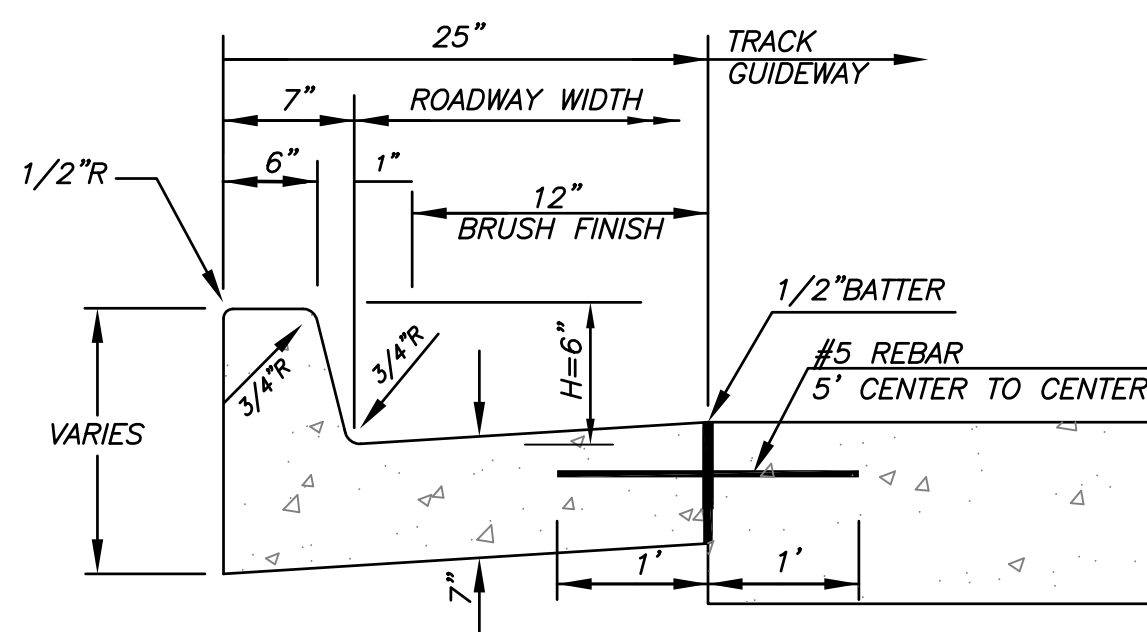 25”
TRACK
GUIDEWAY
7”
ROADWAY WIDTH
6”
1”
1/2”R
12”
BRUSH FINISH
1/2”BATTER
3/4”R
3/4”R
H=6”
#5 REBAR
5’ CENTER TO CENTER
VARIES
1’
1’
7”